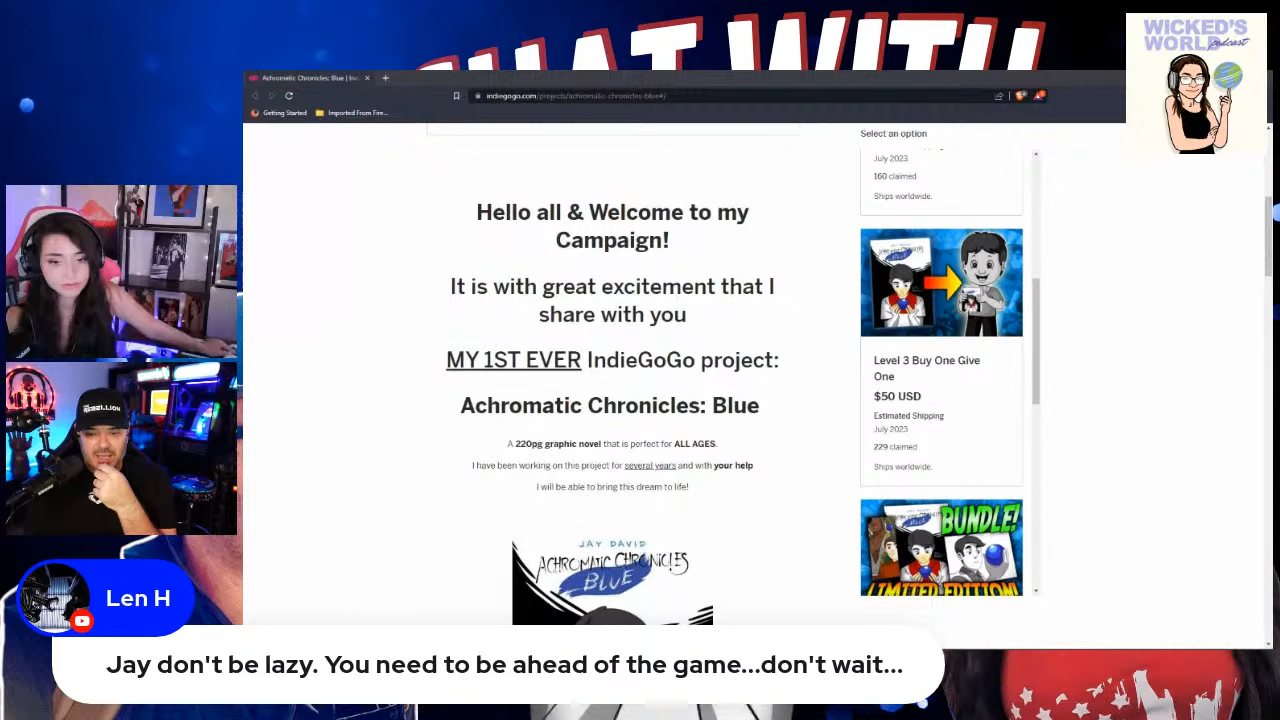 CHAT WITH
WICKED'S
WORLD podcast
Achromatic Chronicles: Blue | Ind
indiegogo.com/projects/achromatic-chronicles-blue#/
Getting Started
Imported From Fire...
Select an option
July 2023
160 claimed
Ships worldwide.
Hello all & Welcome to my
Campaign!
It is with great excitement that I
share with you
MY 1ST EVER IndieGoGo project:
Achromatic Chronicles: Blue
A 220pg graphic novel that is perfect for ALL AGES.
I have been working on this project for several years and with your help
I will be able to bring this dream to life!
JAY DAVID
ACHROMATIC CHRONICLES
BLUE
Level 3 Buy One Give
One
$50 USD
Estimated Shipping
July 2023
229 claimed
Ships worldwide.
BUNDLE!
LIMITED EDITION!
REBELLION
Len H
Jay don't be lazy. You need to be ahead of the game...don't wait...